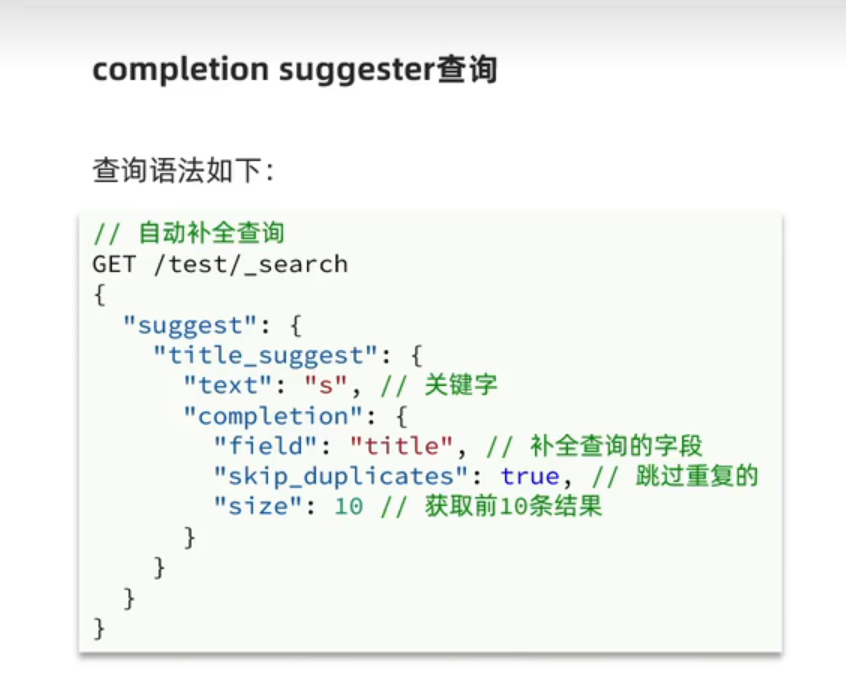 completion suggester查询
查询语法如下：
// 自动补全查询
GET /test/_search
{
  "suggest": {
    "title_suggest": {
      "text": "s", // 关键字
      "completion": {
        "field": "title", // 补全查询的字段
        "skip_duplicates": true, // 跳过重复的
        "size": 10 // 获取前10条结果
      }
    }
  }
}